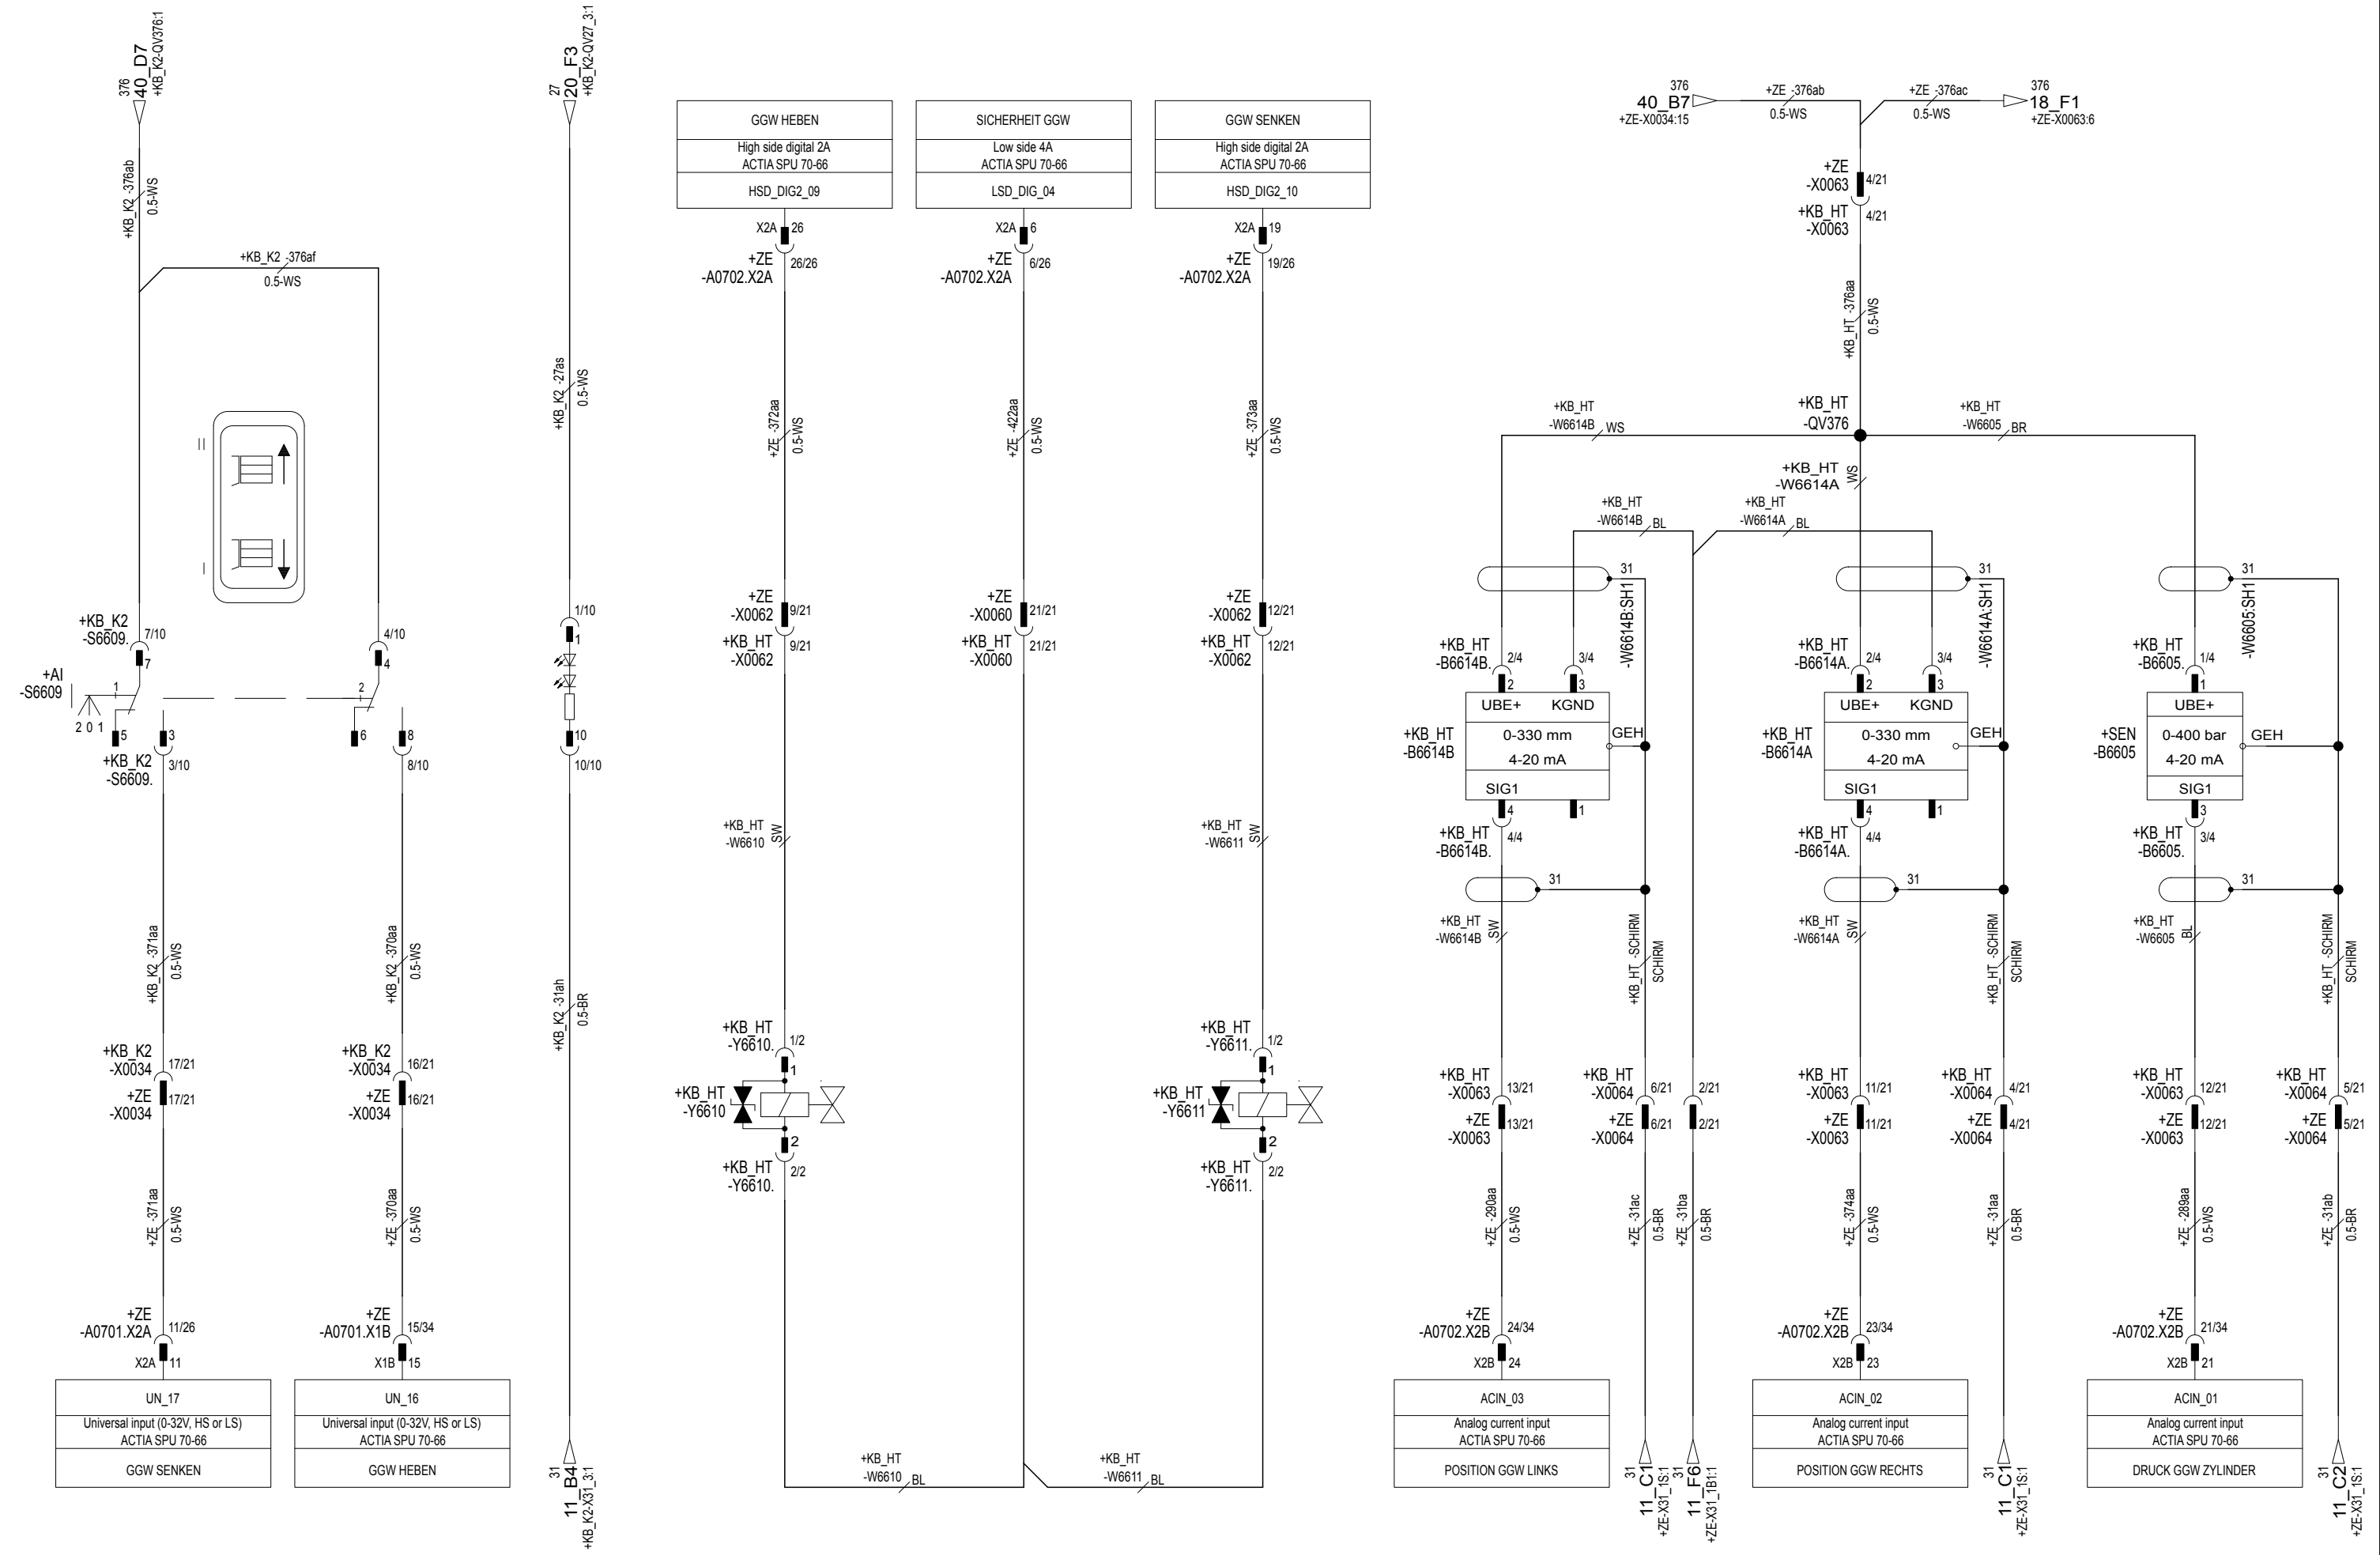 376
40_D7
+KB_K2-QV376:1
+KB_K2 -376ab
0.5-WS
+KB_K2 -376af
0.5-WS
II
I
+KB_K2
-S6609.
7/10
7
4/10
4
+AI
-S6609
1
2
2 0 1
5
3
6
8
+KB_K2
-S6609.
3/10
8/10
+KB_K2 -371aa
0.5-WS
+KB_K2 -370aa
0.5-WS
+KB_K2
-X0034
17/21
+ZE
-X0034
17/21
+KB_K2
-X0034
16/21
+ZE
-X0034
16/21
+ZE -371aa
0.5-WS
+ZE -370aa
0.5-WS
+ZE
-A0701.X2A
11/26
X2A
11
+ZE
-A0701.X1B
15/34
X1B
15
UN_17
Universal input (0-32V, HS or LS)
ACTIA SPU 70-66
GGW SENKEN
UN_16
Universal input (0-32V, HS or LS)
ACTIA SPU 70-66
GGW HEBEN
27
20_F3
+KB_K2-QV27_3:1
+KB_K2 -27as
0.5-WS
1/10
1
10
10/10
+KB_K2 -31ah
0.5-BR
31
11_B4
+KB_K2-X31_3:1
GGW HEBEN
High side digital 2A
ACTIA SPU 70-66
HSD_DIG2_09
X2A
26
+ZE
-A0702.X2A
26/26
+ZE -372aa
0.5-WS
+ZE
-X0062
9/21
+KB_HT
-X0062
9/21
+KB_HT
-W6610
SW
+KB_HT
-Y6610.
1/2
1
+KB_HT
-Y6610
2
+KB_HT
-Y6610.
2/2
+KB_HT
-W6610
BL
SICHERHEIT GGW
Low side 4A
ACTIA SPU 70-66
LSD_DIG_04
X2A
6
+ZE
-A0702.X2A
6/26
+ZE -422aa
0.5-WS
+ZE
-X0060
21/21
+KB_HT
-X0060
21/21
GGW SENKEN
High side digital 2A
ACTIA SPU 70-66
HSD_DIG2_10
X2A
19
+ZE
-A0702.X2A
19/26
+ZE -373aa
0.5-WS
+ZE
-X0062
12/21
+KB_HT
-X0062
12/21
+KB_HT
-W6611
SW
+KB_HT
-Y6611.
1/2
1
+KB_HT
-Y6611
2
+KB_HT
-Y6611.
2/2
+KB_HT
-W6611
BL
376
40_B7
+ZE-X0034:15
+ZE -376ab
0.5-WS
+ZE -376ac
0.5-WS
376
18_F1
+ZE-X0063:6
+ZE
-X0063
4/21
+KB_HT
-X0063
4/21
+KB_HT -376aa
0.5-WS
+KB_HT
-W6614B
WS
+KB_HT
-QV376
+KB_HT
-W6605
BR
+KB_HT
-W6614A
WS
+KB_HT
-W6614B
BL
+KB_HT
-W6614A
BL
31
-W6614B:SH1
31
-W6614A:SH1
31
-W6605:SH1
+KB_HT
-B6614B.
2/4
2
3/4
3
UBE+ KGND
+KB_HT
-B6614B
0-330 mm
4-20 mA
GEH
SIG1
4
1
+KB_HT
-B6614B.
4/4
31
+KB_HT
-W6614B
SW
+KB_HT -SCHIRM
SCHIRM
+KB_HT
-B6614A.
2/4
2
3/4
3
UBE+ KGND
+KB_HT
-B6614A
0-330 mm
4-20 mA
GEH
SIG1
4
1
+KB_HT
-B6614A.
4/4
31
+KB_HT
-W6614A
SW
+KB_HT -SCHIRM
SCHIRM
+KB_HT
-B6605.
1/4
1
UBE+
+SEN
-B6605
0-400 bar
4-20 mA
GEH
SIG1
3
+KB_HT
-B6605.
3/4
31
+KB_HT
-W6605
BL
+KB_HT -SCHIRM
SCHIRM
+KB_HT
-X0063
13/21
+ZE
-X0063
13/21
+KB_HT
-X0064
6/21
+ZE
-X0064
6/21
2/21
2/21
+KB_HT
-X0063
11/21
+ZE
-X0063
11/21
+KB_HT
-X0064
4/21
+ZE
-X0064
4/21
+KB_HT
-X0063
12/21
+ZE
-X0063
12/21
+KB_HT
-X0064
5/21
+ZE
-X0064
5/21
+ZE -290aa
0.5-WS
+ZE -31ac
0.5-BR
+ZE -31ba
0.5-BR
+ZE -374aa
0.5-WS
+ZE -31aa
0.5-BR
+ZE -289aa
0.5-WS
+ZE -31ab
0.5-BR
+ZE
-A0702.X2B
24/34
X2B
24
+ZE
-A0702.X2B
23/34
X2B
23
+ZE
-A0702.X2B
21/34
X2B
21
ACIN_03
Analog current input
ACTIA SPU 70-66
POSITION GGW LINKS
31
11_C1
+ZE-X31_1S:1
31
11_F6
+ZE-X31_1B1:1
ACIN_02
Analog current input
ACTIA SPU 70-66
POSITION GGW RECHTS
31
11_C1
+ZE-X31_1S:1
ACIN_01
Analog current input
ACTIA SPU 70-66
DRUCK GGW ZYLINDER
31
11_C2
+ZE-X31_1S:1